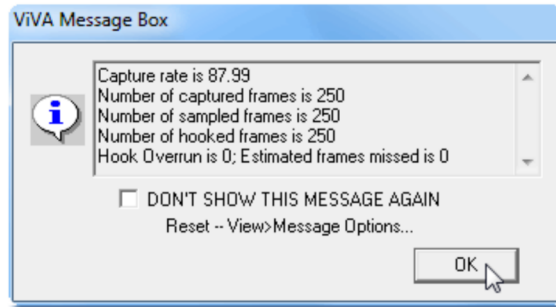 ViVA Message Box
Capture rate is 87.99
Number of captured frames is 250
Number of sampled frames is 250
Number of hooked frames is 250
Hook Overrun is 0; Estimated frames missed is 0
DON'T SHOW THIS MESSAGE AGAIN
Reset -- View>Message Options...
OK